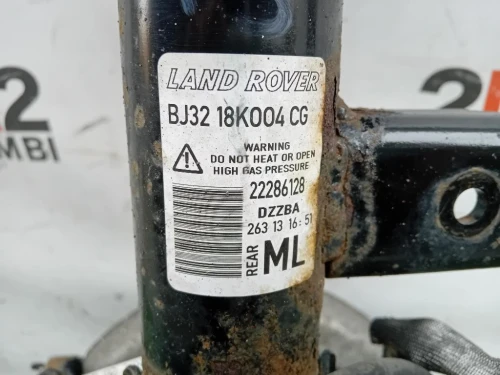 LAND ROVER
BJ32 18K004 CG
WARNING
DO NOT HEAT OR OPEN
HIGH GAS PRESSURE
22286128
DZZBA
263 13 16:51
REAR ML